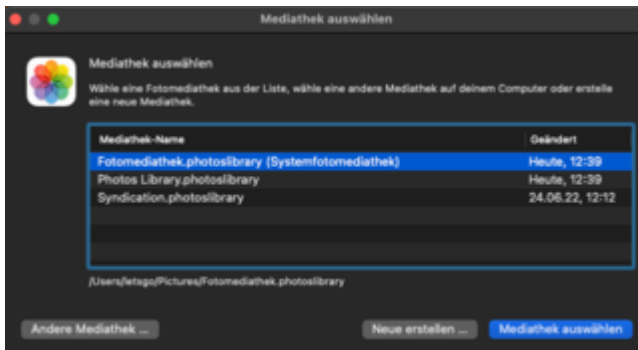 Mediathek auswählen
Mediathek auswählen
Wähle eine Fotomediathek aus der Liste, wähle eine andere Mediathek auf deinem Computer oder erstelle
eine neue Mediathek.
Mediathek-Name Geändert
Fotomediathek.photoslibrary (Systemfotomediathek) Heute, 12:39
Photos Library.photoslibrary Heute, 12:39
Syndication.photoslibrary 24.06.22, 12:12
/Users/letsgo/Pictures/Fotomediathek.photoslibrary
Andere Mediathek ... Neue erstellen ... Mediathek auswählen